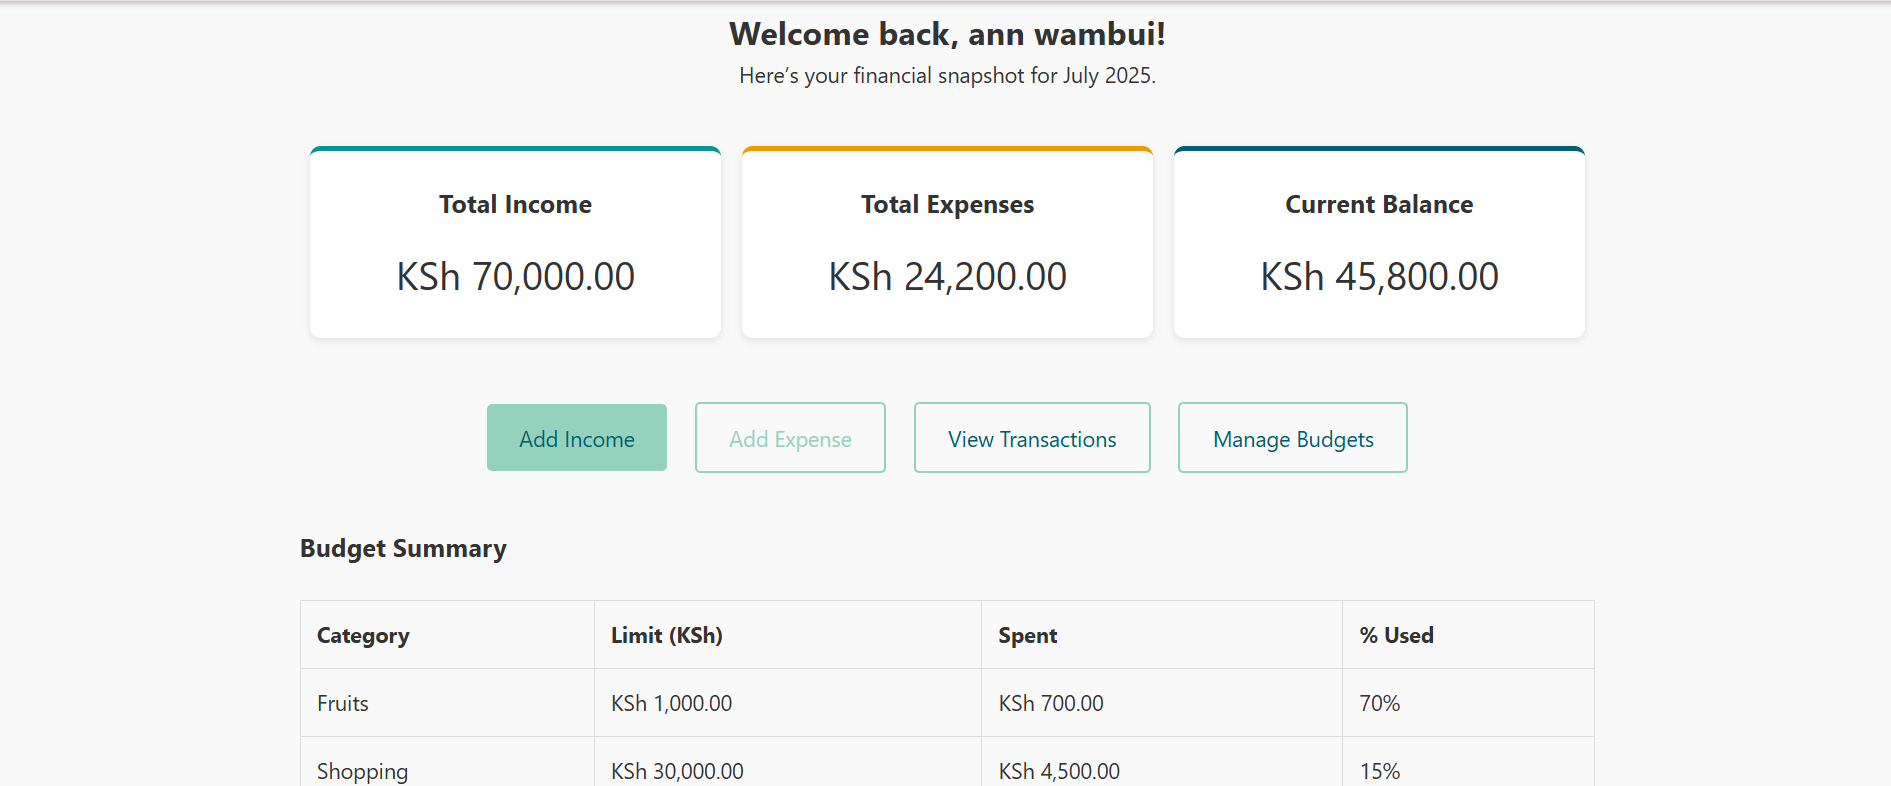 Welcome back, ann wambui!
Here’s your financial snapshot for July 2025.
Total Income
KSh 70,000.00
Total Expenses
KSh 24,200.00
Current Balance
KSh 45,800.00
Add Income
Add Expense
View Transactions
Manage Budgets
Budget Summary
Category Limit (KSh) Spent % Used
Fruits KSh 1,000.00 KSh 700.00 70%
Shopping KSh 30,000.00 KSh 4,500.00 15%